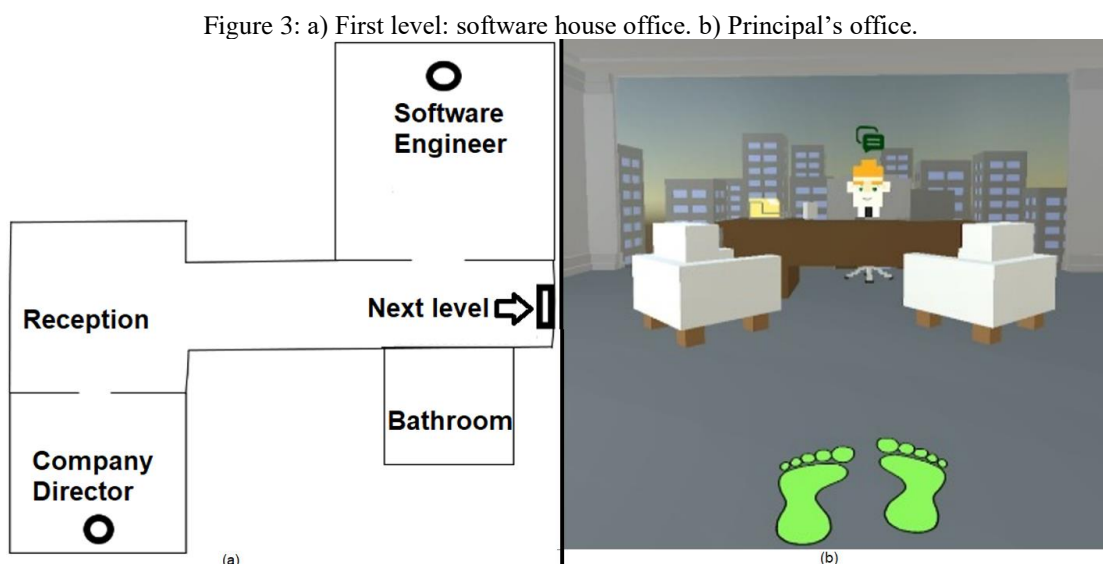 Figure 3: a) First level: software house office. b) Principal’s office.
Software
Engineer
Reception
Next level
Bathroom
Company
Director
(a)
(b)